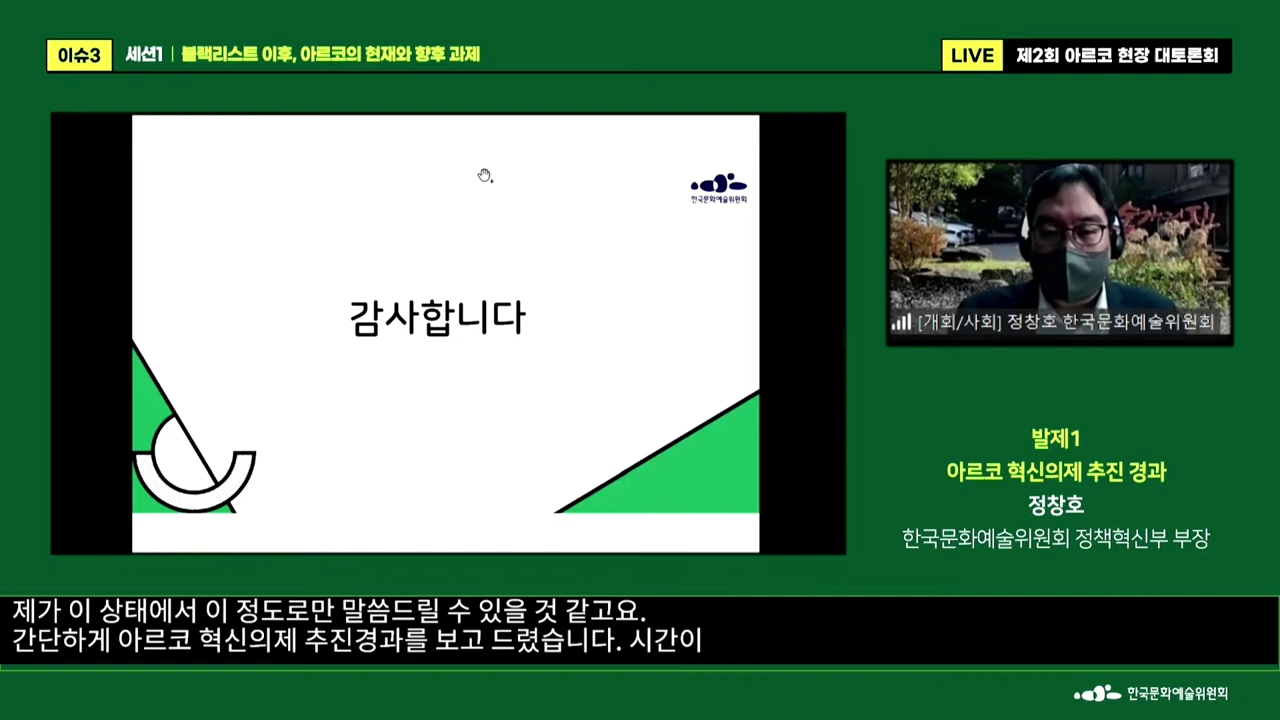 이슈3
세션1 | 블랙리스트 이후, 아르코의 현재와 향후 과제
LIVE
제2회 아르코 현장 대토론회
한국문화예술위원회
감사합니다
[개회/사회] 정창호 한국문화예술위원회
발제1
아르코 혁신의제 추진 경과
정창호
한국문화예술위원회 정책혁신부 부장
제가 이 상태에서 이 정도로만 말씀드릴 수 있을 것 같고요.
간단하게 아르코 혁신의제 추진경과를 보고 드렸습니다. 시간이
한국문화예술위원회